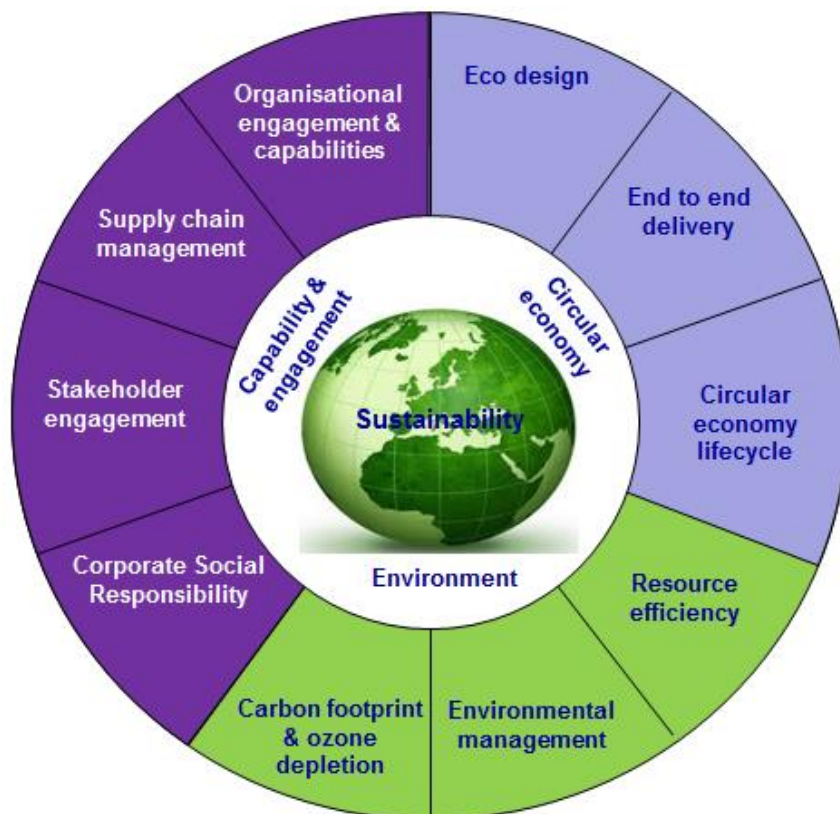 Organisational
engagement &
capabilities
Eco design
End to end
delivery
Circular
economy
lifecycle
Resource
efficiency
Environmental
management
Carbon footprint
& ozone
depletion
Corporate Social
Responsibility
Stakeholder
engagement
Supply chain
management
Capability &
engagement
Circular
economy
Sustainability
Environment